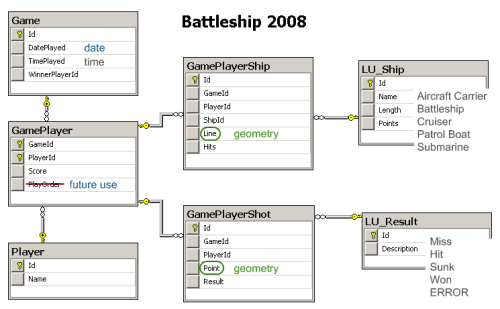 Battleship 2008
Game
Id
DatePlayed date
TimePlayed time
WinnerPlayerId
GamePlayer
GameId
PlayerId
Score
PlayOrder future use
Player
Id
Name
GamePlayerShip
Id
GameId
PlayerId
ShipId
Line geometry
Hits
GamePlayerShot
Id
GameId
PlayerId
Point geometry
Result
LU_Ship
Id
Name Aircraft Carrier
Length Battleship
Points Cruiser
Patrol Boat
Submarine
LU_Result
Id
Description Miss
Hit
Sunk
Won
ERROR